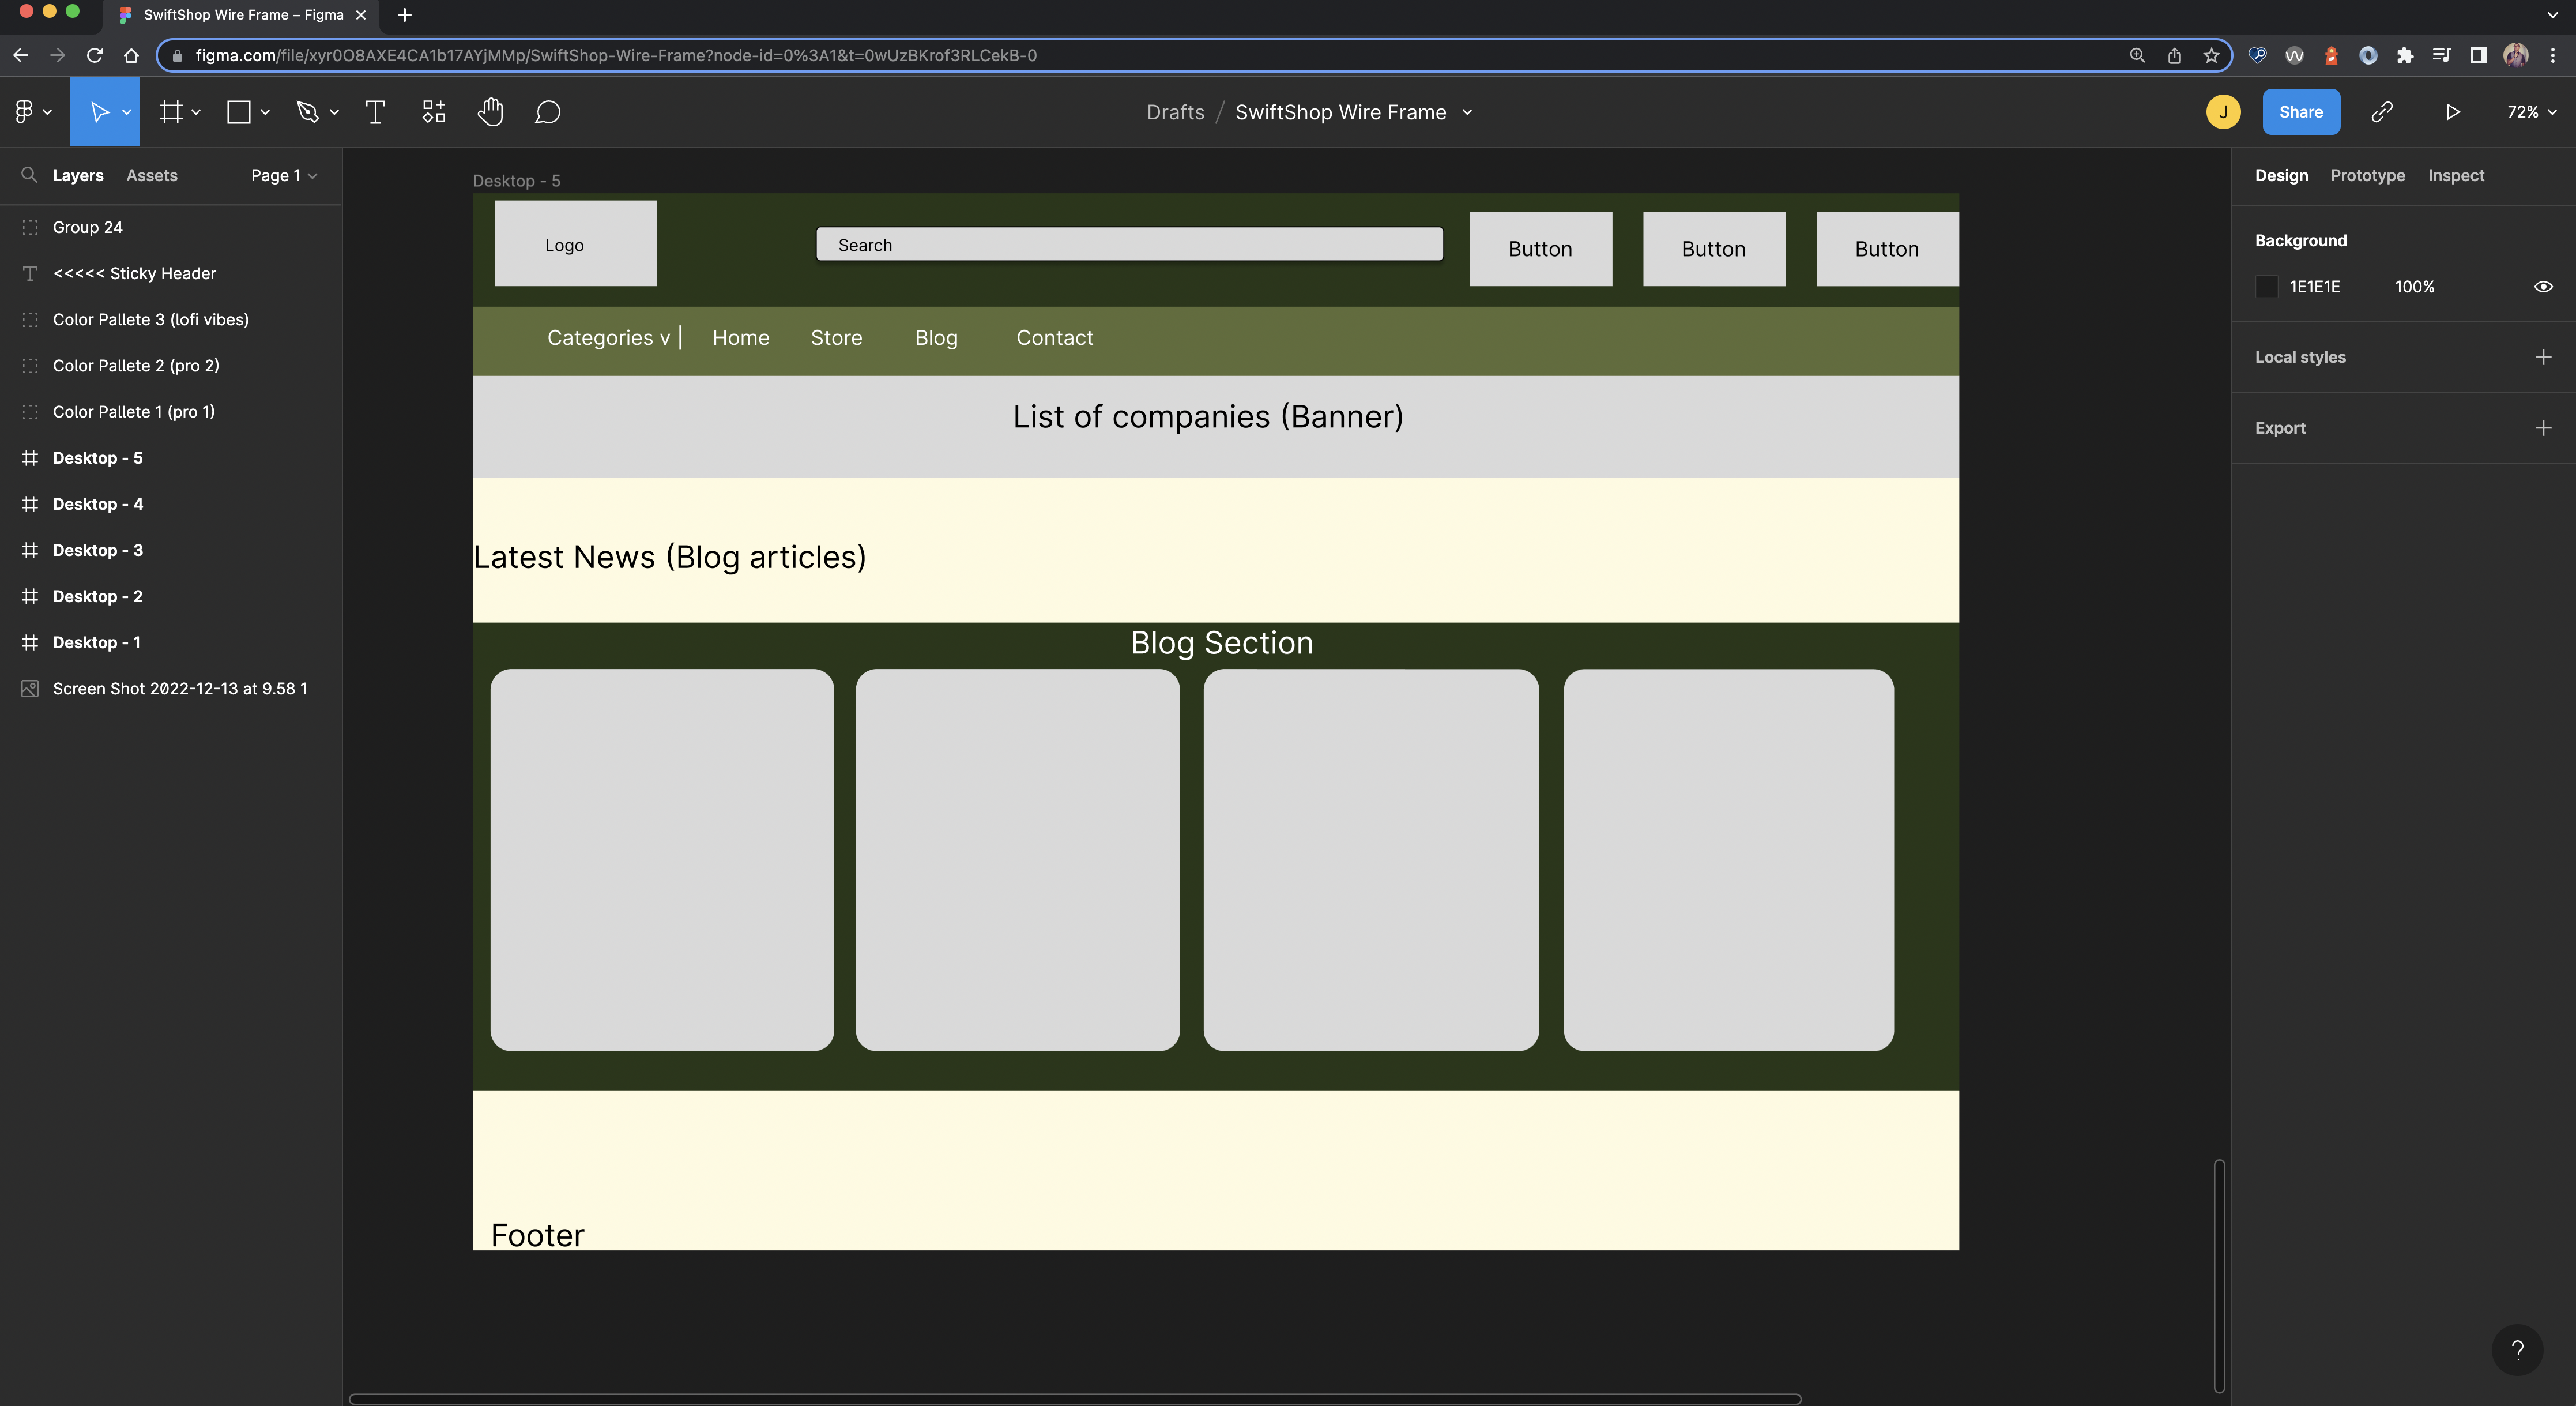 SwiftShop Wire Frame – Figma
figma.com/file/xyr0O8AXE4CA1b17AYjMMp/SwiftShop-Wire-Frame?node-id=0%3A1&t=0wUzBKrof3RLCekB-0
Drafts / SwiftShop Wire Frame
J
Share
72%
Layers
Assets
Page 1
Group 24
<<<<< Sticky Header
Color Pallete 3 (lofi vibes)
Color Pallete 2 (pro 2)
Color Pallete 1 (pro 1)
Desktop - 5
Desktop - 4
Desktop - 3
Desktop - 2
Desktop - 1
Screen Shot 2022-12-13 at 9.58 1
Desktop - 5
Logo
Search
Button
Button
Button
Categories v | Home Store Blog Contact
List of companies (Banner)
Latest News (Blog articles)
Blog Section
Footer
Design
Prototype
Inspect
Background
1E1E1E 100%
Local styles
Export
?